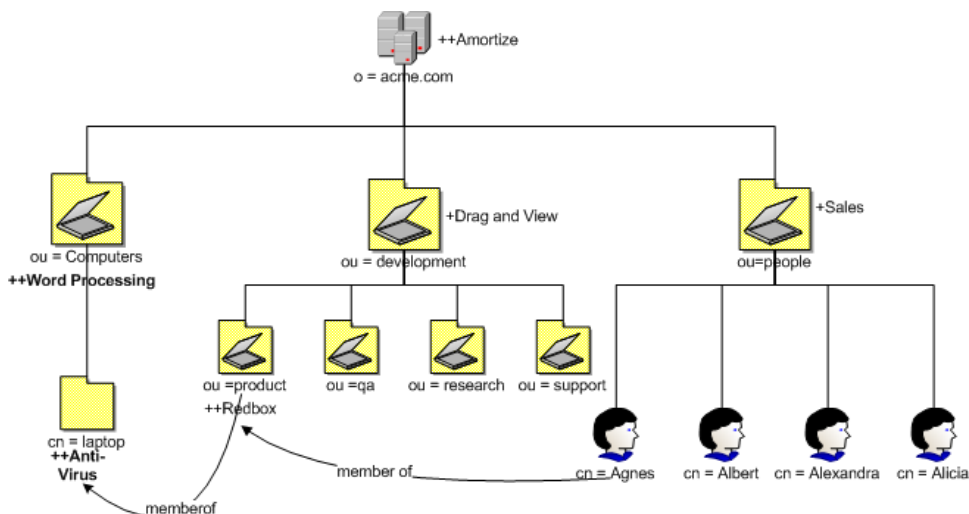 ++Amortize
o = acme.com
+Drag and View
+Sales
ou = Computers
++Word Processing
ou = development
ou=people
ou =product
++Redbox
ou =qa
ou = research
ou = support
cn = laptop
++Anti-
Virus
member of
cn = Agnes
cn = Albert
cn = Alexandra
cn = Alicia
memberof